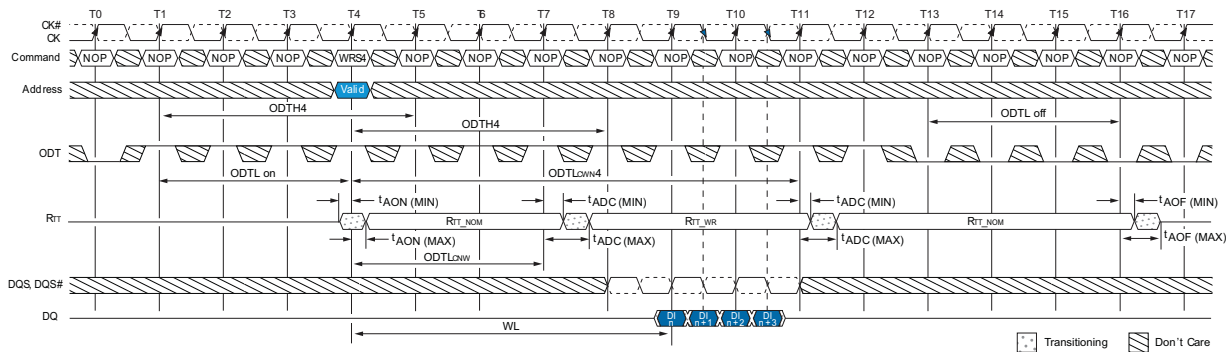 T0 T1 T2 T3 T4 T5 T6 T7 T8 T9 T10 T11 T12 T13 T14 T15 T16 T17
CK#
CK
Command NOP NOP NOP NOP WRS4 NOP NOP NOP NOP NOP NOP NOP NOP NOP NOP NOP NOP NOP
Address Valid
ODTH4 ODTL off
ODTH4
ODT
ODTL on ODTLCWN4
tAON (MIN) tADC (MIN) tADC (MIN) tAOF (MIN)
RTT RTT_NOM RTT_WR RTT_NOM
tAON (MAX) tADC (MAX) tADC (MAX) tAOF (MAX)
ODTLCNW
DQS, DQS#
DQ DI n DI n+1 DI n+2 DI n+3
WL
Transitioning Don't Care